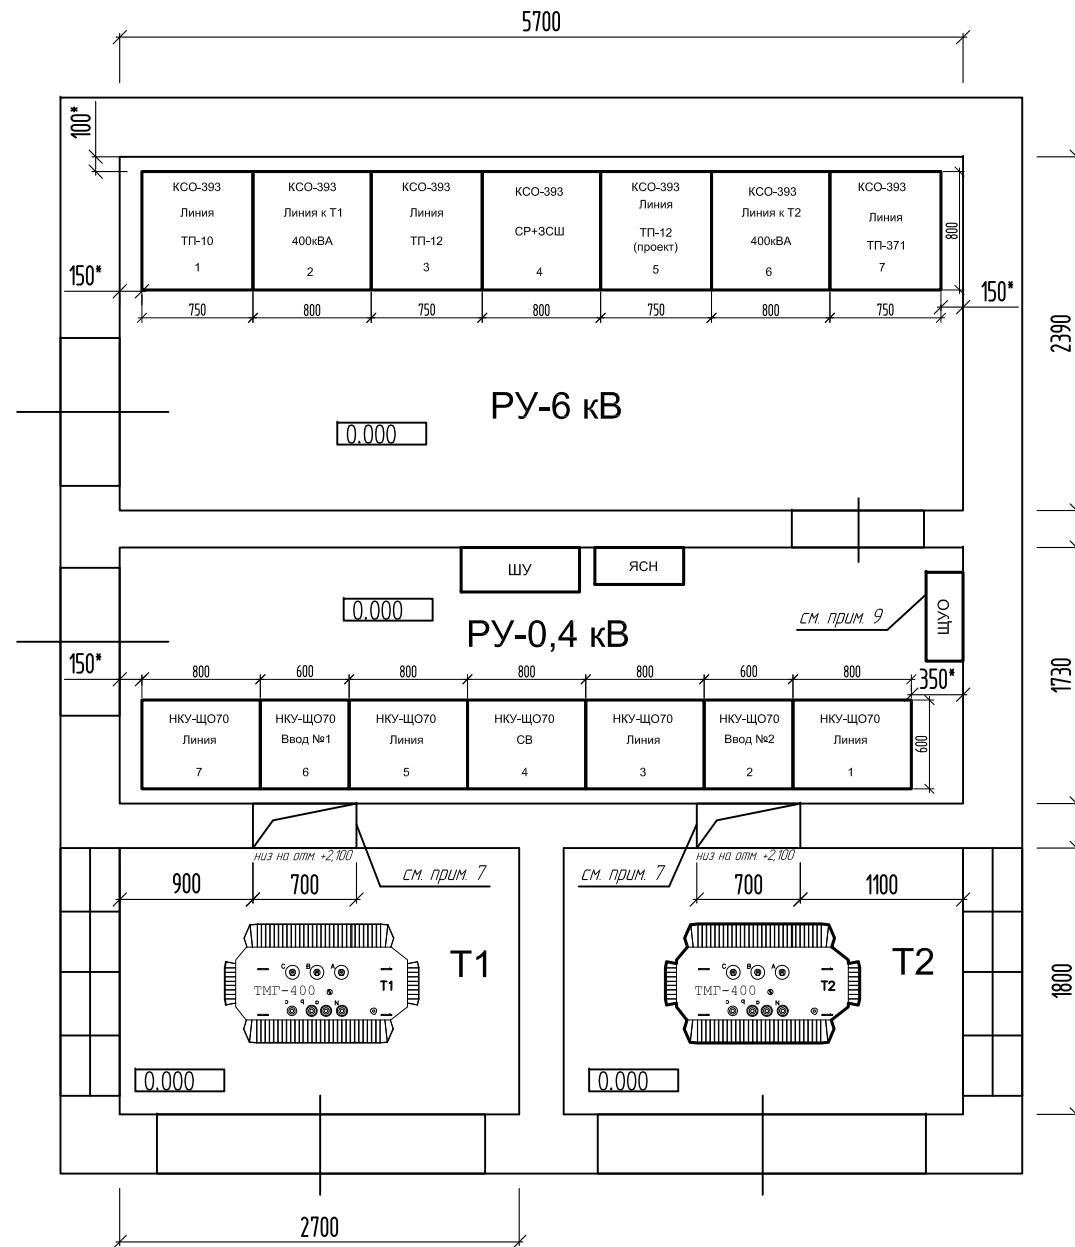 5700
100*
КСО-393
Линия
ТП-10
1
КСО-393
Линия к Т1
400кВА
2
КСО-393
Линия
ТП-12
3
КСО-393
СР+ЗСШ
4
КСО-393
Линия
ТП-12
(проект)
5
КСО-393
Линия к Т2
400кВА
6
КСО-393
Линия
ТП-371
7
800
150*
150*
750
800
750
800
750
800
750
2390
РУ-6 кВ
0.000
ШУ
ЯСН
ЩУО
0.000
см. прим. 9
РУ-0,4 кВ
150*
800
600
800
800
800
600
800
350*
1730
НКУ-ЩО70
Линия
7
НКУ-ЩО70
Ввод №1
6
НКУ-ЩО70
Линия
5
НКУ-ЩО70
СВ
4
НКУ-ЩО70
Линия
3
НКУ-ЩО70
Ввод №2
2
НКУ-ЩО70
Линия
1
600
низ на отм. +2,100
см. прим. 7
900
700
низ на отм. +2,100
см. прим. 7
700
1100
Т1
C B A
ТМГ-400
Т1
Т2
C B A
ТМГ-400
Т2
1800
0.000
0.000
2700